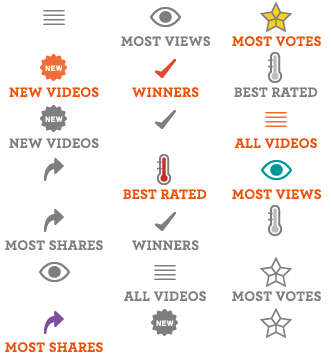 MOST VIEWS MOST VOTES
NEW
NEW VIDEOS WINNERS BEST RATED
NEW
NEW VIDEOS ALL VIDEOS
BEST RATED MOST VIEWS
MOST SHARES WINNERS
ALL VIDEOS MOST VOTES
NEW
MOST SHARES